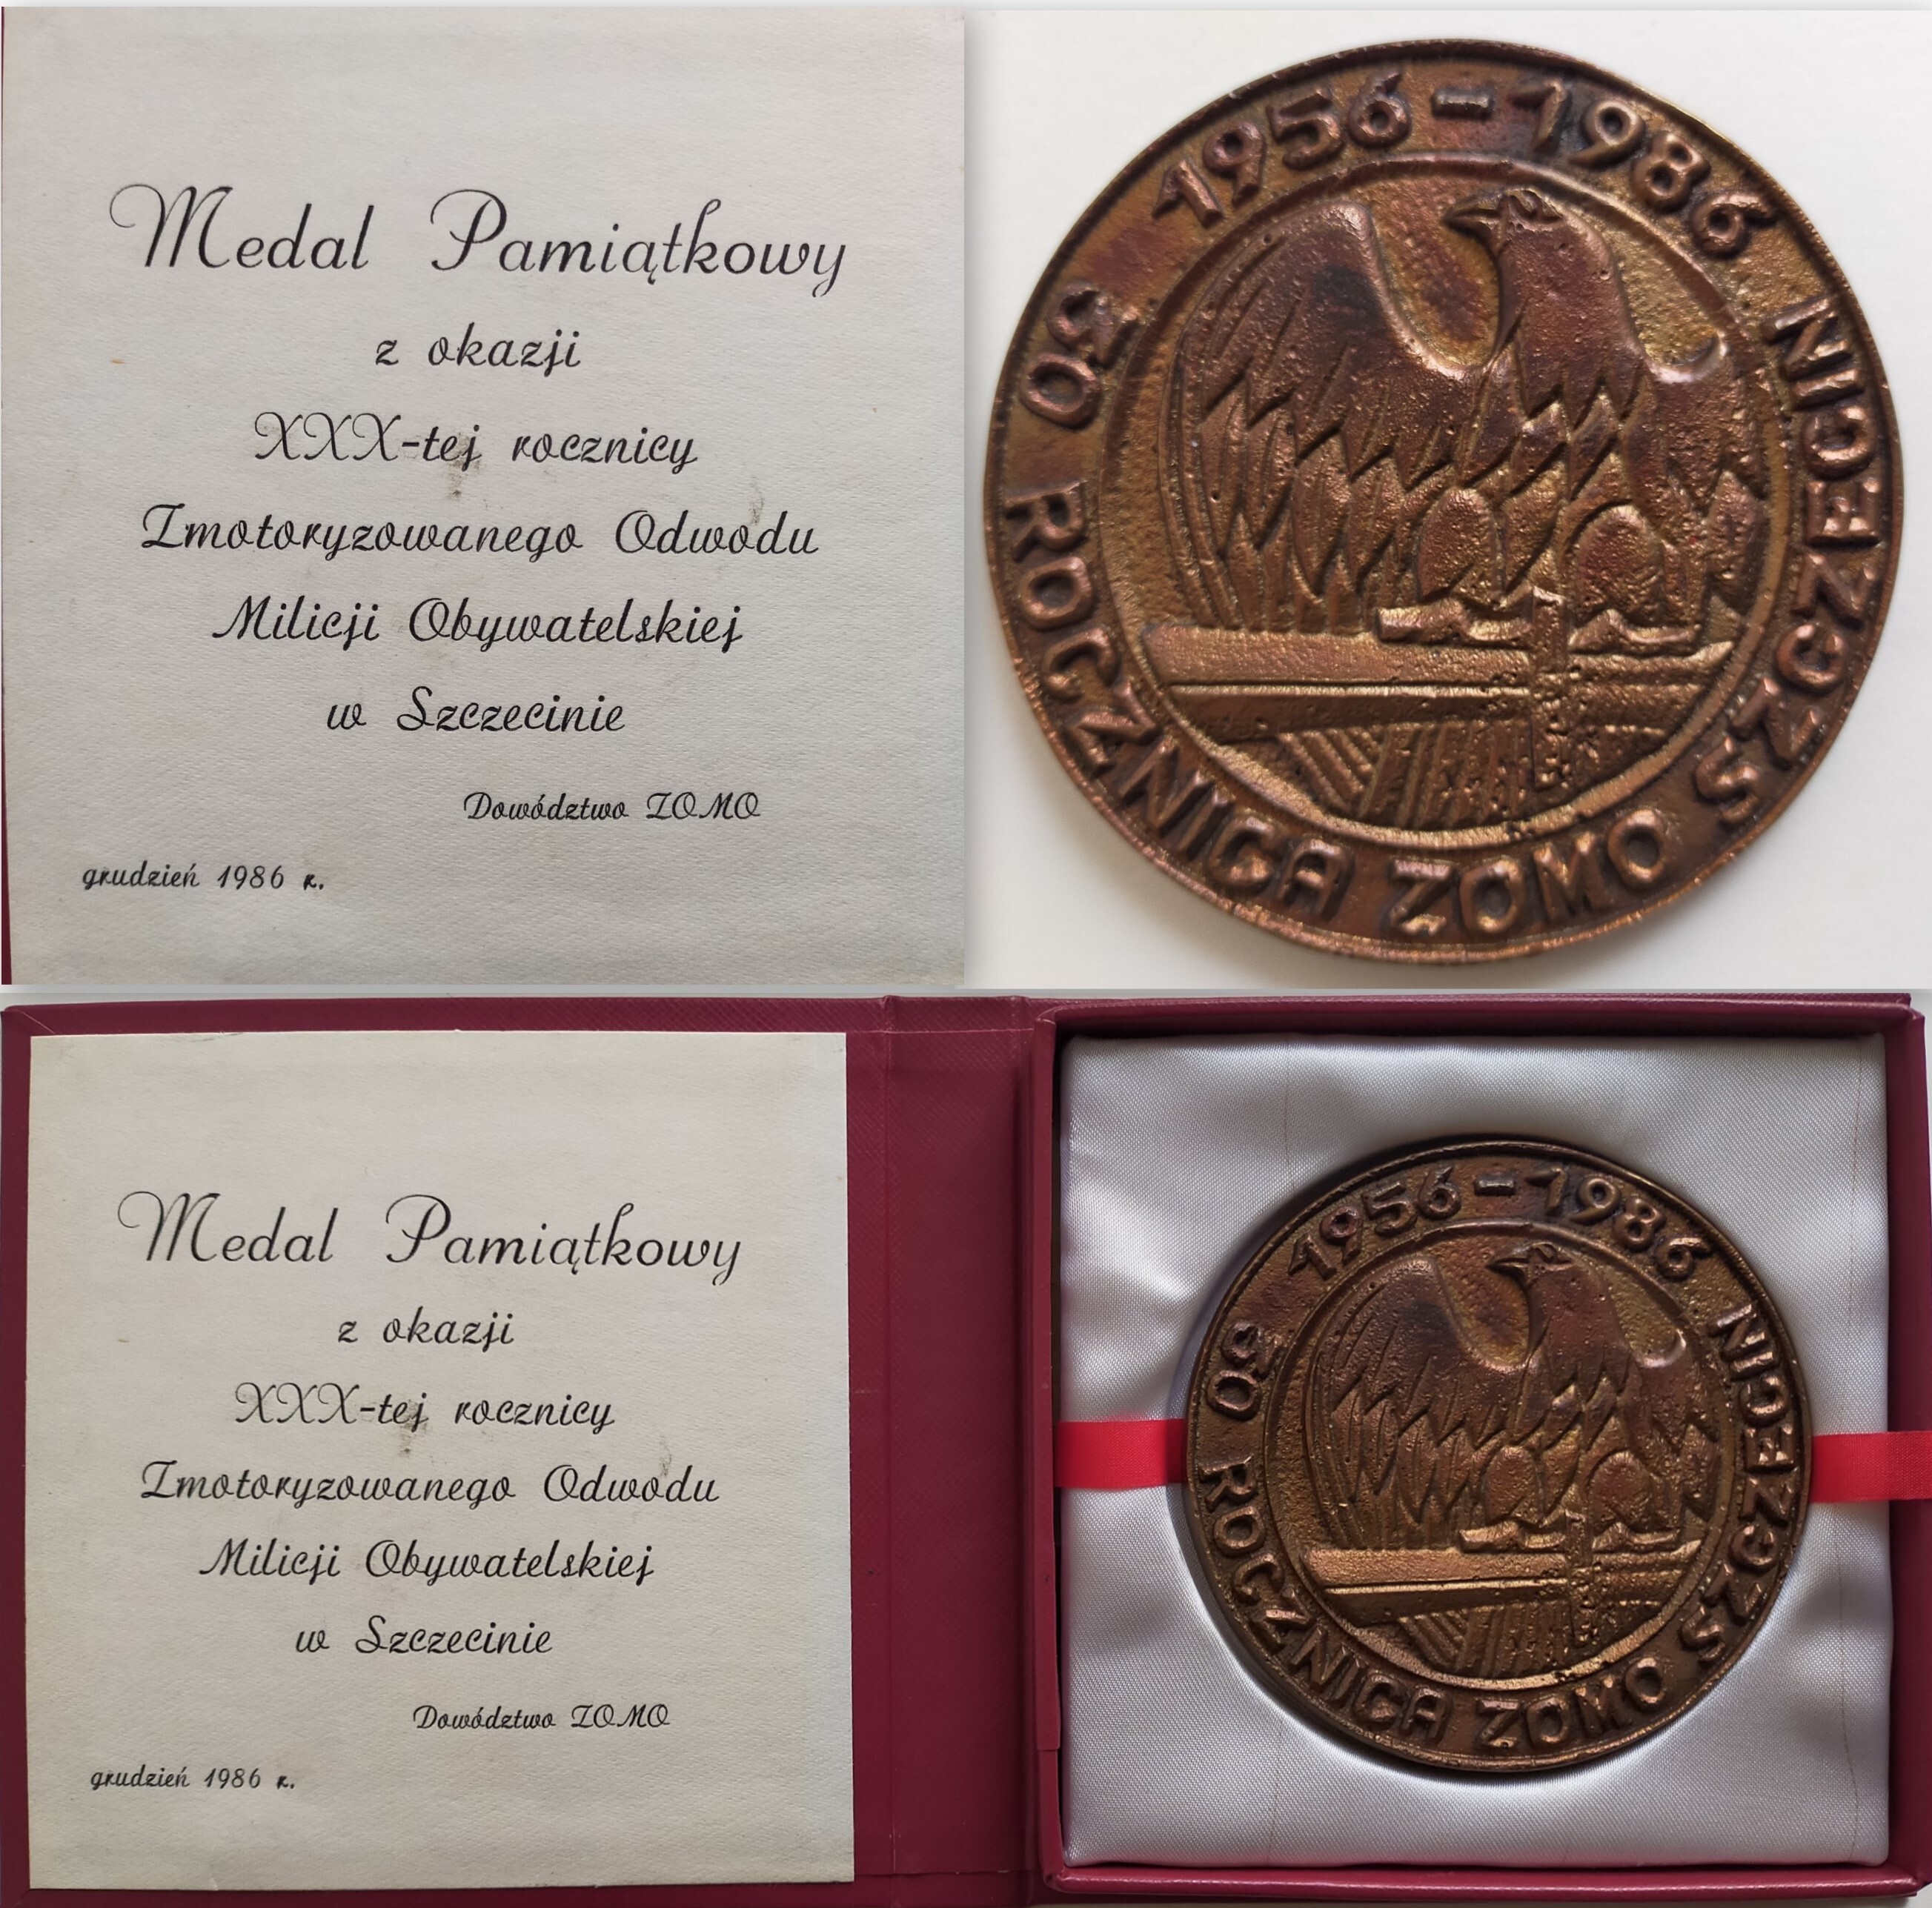 Medal Pamiątkowy
z okazji
XXX-tej rocznicy
Zmotoryzowanego Odwodu
Milicji Obywatelskiej
w Szczecinie
Dowództwo ZOMO
grudzień 1986 r.
1956-1986
30 ROCZNICA ZOMO SZCZECIN
Medal Pamiątkowy
z okazji
XXX-tej rocznicy
Zmotoryzowanego Odwodu
Milicji Obywatelskiej
w Szczecinie
Dowództwo ZOMO
grudzień 1986 r.
1956-1986
30 ROCZNICA ZOMO SZCZECIN